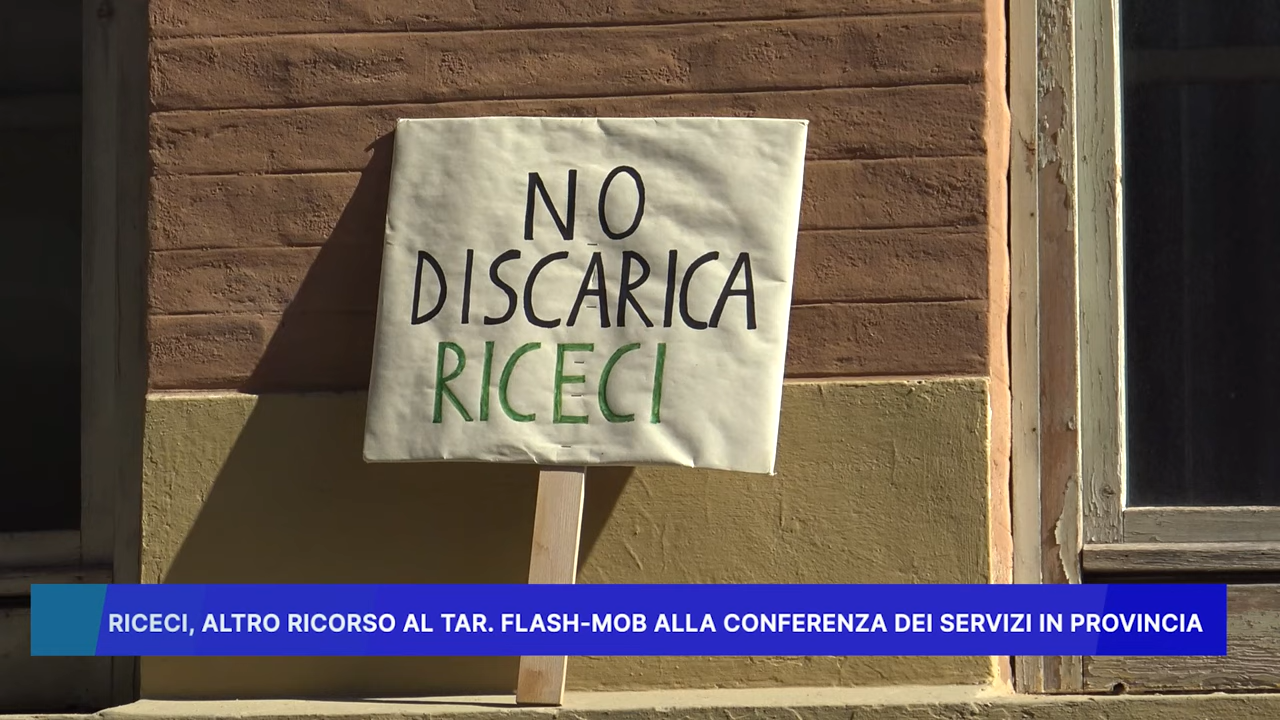 NO
DISCARICA
RICECI
RICECI, ALTRO RICORSO AL TAR. FLASH-MOB ALLA CONFERENZA DEI SERVIZI IN PROVINCIA